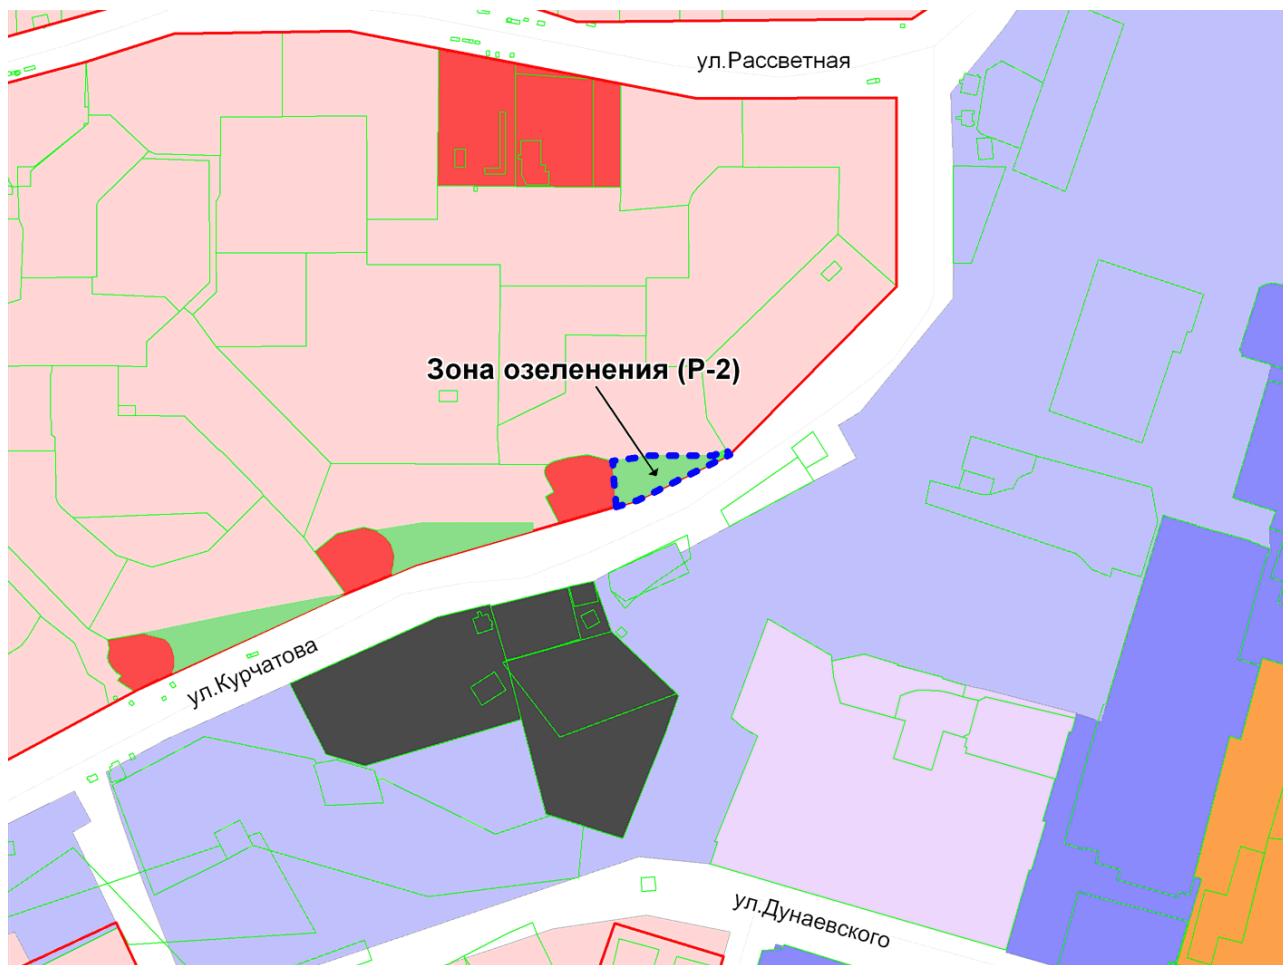 ул.Рассветная
Зона озеленения (Р-2)
ул.Курчатова
ул.Дунаевского